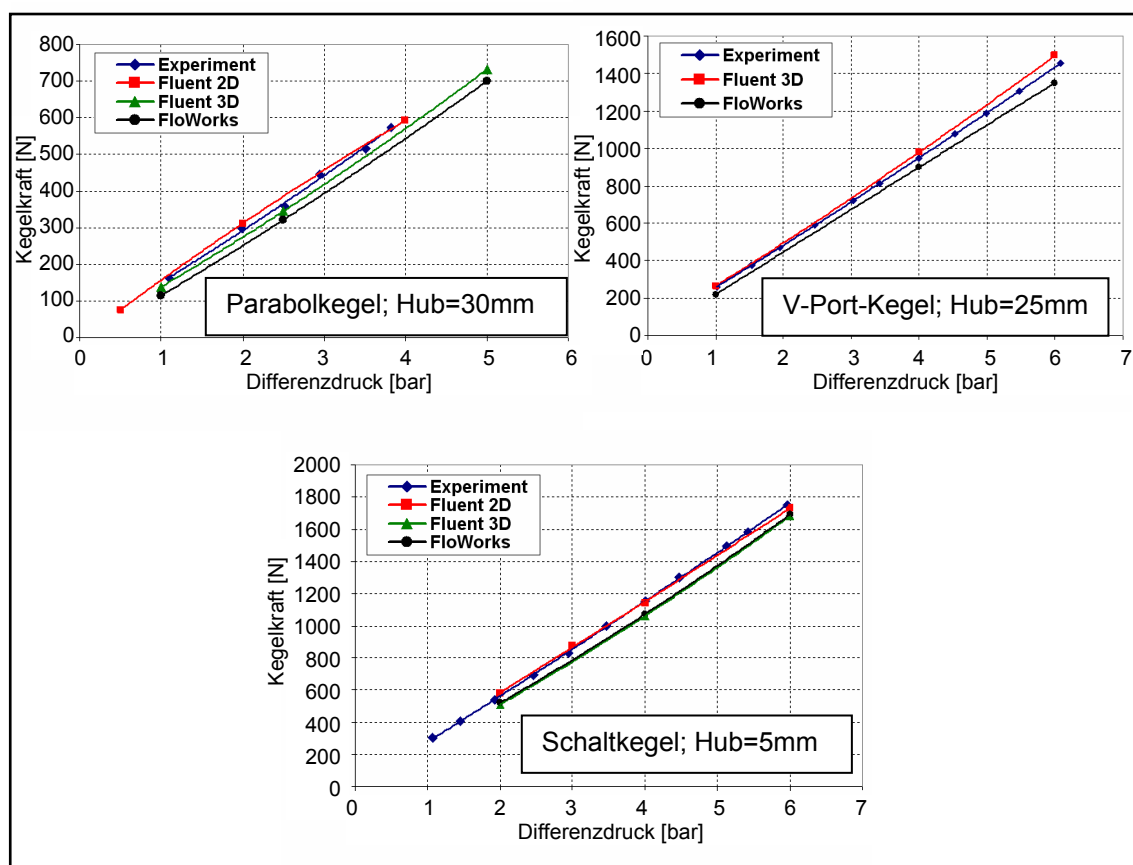 800
700
600
500
400
300
200
100
0
Kegelkraft [N]
Experiment
Fluent 2D
Fluent 3D
FloWorks
Parabolkegel; Hub=30mm
0 1 2 3 4 5 6
Differenzdruck [bar]
1600
1400
1200
1000
800
600
400
200
0
Kegelkraft [N]
Experiment
Fluent 3D
FloWorks
V-Port-Kegel; Hub=25mm
0 1 2 3 4 5 6 7
Differenzdruck [bar]
2000
1800
1600
1400
1200
1000
800
600
400
200
0
Kegelkraft [N]
Experiment
Fluent 2D
Fluent 3D
FloWorks
Schaltkegel; Hub=5mm
0 1 2 3 4 5 6 7
Differenzdruck [bar]